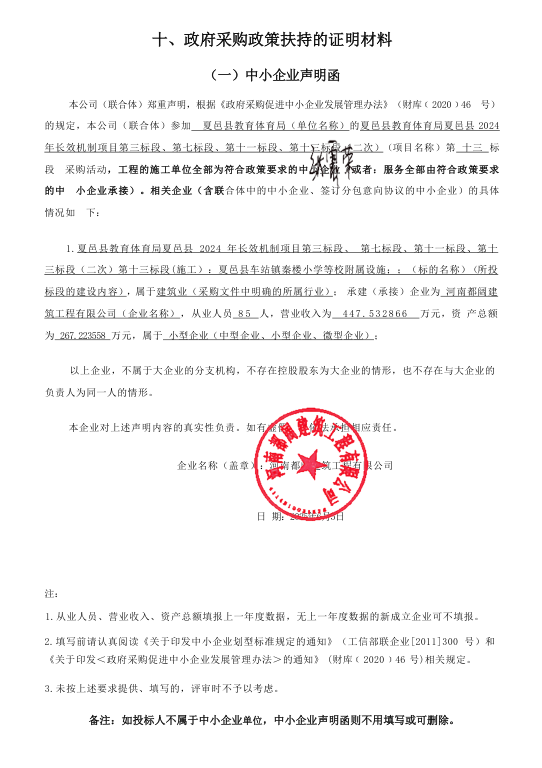 十、政府采购政策扶持的证明材料
（一）中小企业声明函
本公司（联合体）郑重声明，根据《政府采购促进中小企业发展管理办法》（财库﹝2020﹞46 号）
的规定，本公司（联合体）参加 夏邑县教育体育局（单位名称）的夏邑县教育体育局夏邑县 2024
年长效机制项目第三标段、第七标段、第十一标段、第十三标段（二次）（项目名称）第 十三 标
段 采购活动，工程的施工单位全部为符合政策要求的中小企业（或者：服务全部由符合政策要求
的中 小企业承接）。相关企业（含联合体中的中小企业、签订分包意向协议的中小企业）的具体
情况如 下：
1.夏邑县教育体育局夏邑县 2024 年长效机制项目第三标段、 第七标段、第十一标段、第十
三标段（二次）第十三标段(施工)：夏邑县车站镇秦楼小学等校附属设施；；（标的名称）（所投
标段的建设内容），属于建筑业（采购文件中明确的所属行业）； 承建（承接）企业为 河南都阔建
筑工程有限公司（企业名称），从业人员 85 人，营业收入为 447.532866 万元，资 产总额
为 267.223558 万元，属于 小型企业（中型企业、小型企业、微型企业）；
以上企业，不属于大企业的分支机构，不存在控股股东为大企业的情形，也不存在与大企业的
负责人为同一人的情形。
本企业对上述声明内容的真实性负责。如有虚假，将依法承担相应责任。
企业名称（盖章）：河南都阔建筑工程有限公司
河南都阔建筑工程有限公司
日 期：
注：
1.从业人员、营业收入、资产总额填报上一年度数据，无上一年度数据的新成立企业可不填报。
2.填写前请认真阅读《关于印发中小企业划型标准规定的通知》（工信部联企业[2011]300 号）和
《关于印发＜政府采购促进中小企业发展管理办法＞的通知》（财库﹝2020﹞46 号)相关规定。
3.未按上述要求提供、填写的，评审时不予以考虑。
备注：如投标人不属于中小企业单位，中小企业声明函则不用填写或可删除。